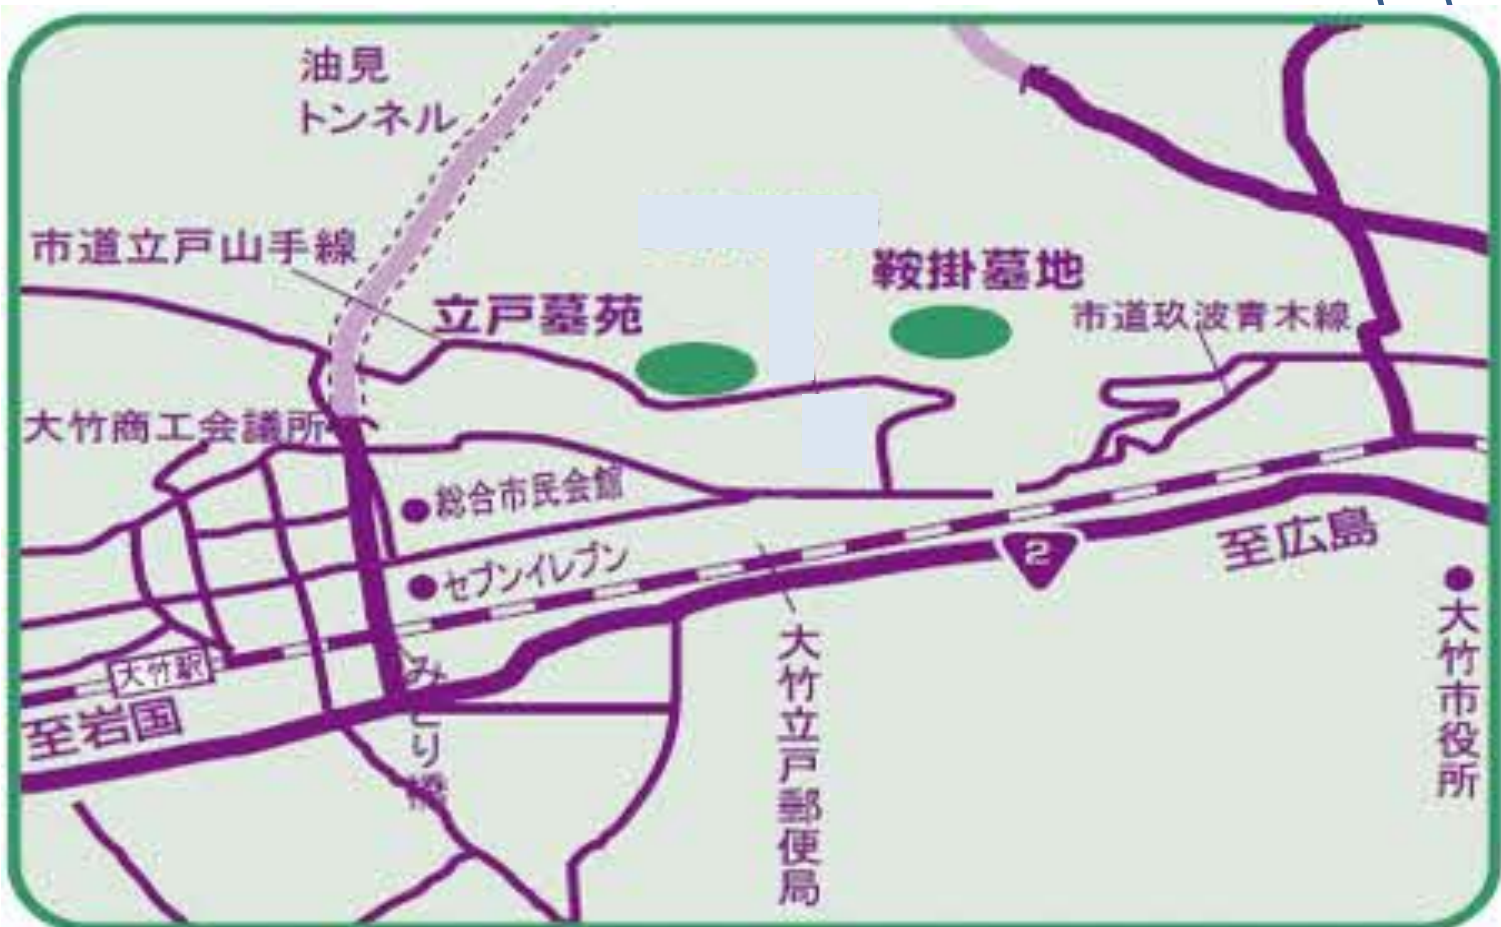 油見
トンネル
市道立戸山手線
立戸墓苑
鞍掛墓地
市道玖波青木線
大竹商工会議所
総合市民会館
セブンイレブン
2
至広島
大竹駅
至岩国
みどり橋
大竹立戸郵便局
大竹市役所